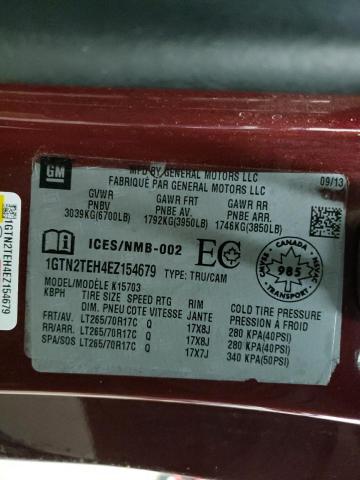 GM
MFD BY GENERAL MOTORS LLC
FABRIQUÉ PAR GENERAL MOTORS LLC
09/13
GVWR GAWR FRT GAWR RR
PNBV PNBE AV. PNBE ARR.
3039KG(6700LB) 1792KG(3950LB) 1746KG(3850LB)
ICES/NMB-002 EC
1GTN2TEH4EZ154679 TYPE: TRU/CAM
CANADA
985
MODEL/MODÈLE K15703
KBPH TIRE SIZE SPEED RTG RIM COLD TIRE PRESSURE
DIM. PNEU COTE VITESSE JANTE PRESSION À FROID
FRT/AV. LT265/70R17C Q 17X8J 280 KPA(40PSI)
RR/ARR. LT265/70R17C Q 17X8J 280 KPA(40PSI)
SPA/SOS LT265/70R17C Q 17X7J 340 KPA(50PSI)
1GTN2TEH4EZ154679